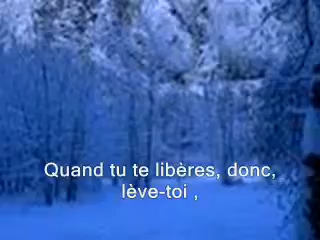 Quand tu te libères, donc,
lève-toi ,